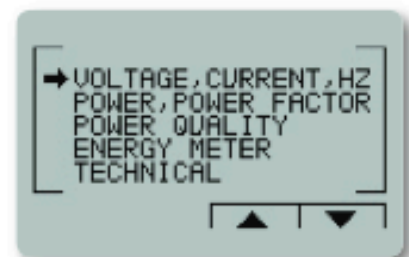 VOLTAGE,CURRENT,HZ
POWER,POWER FACTOR
POWER QUALITY
ENERGY METER
TECHNICAL